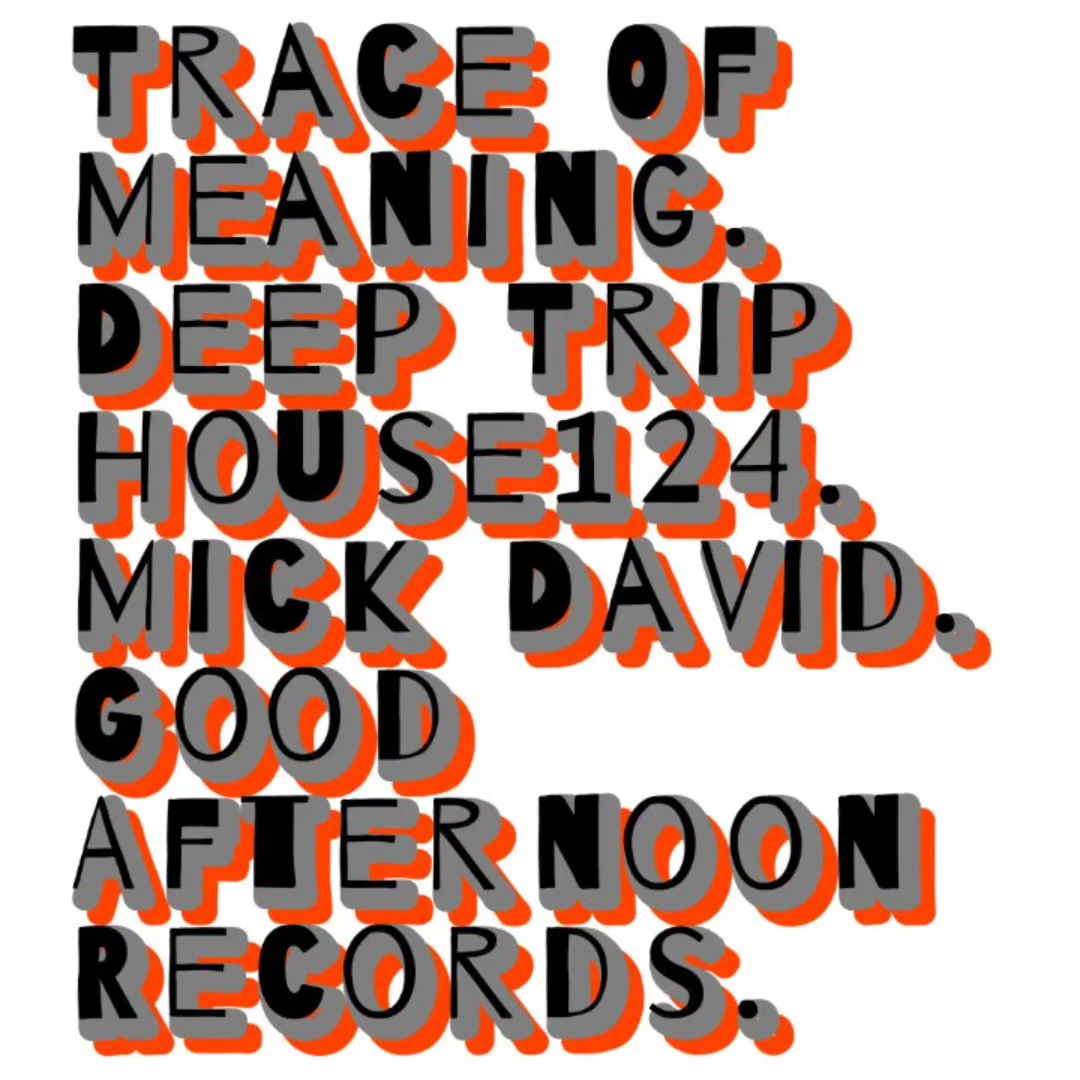 TRACE OF
MEANING.
DEEP TRIP
HOUSE124.
MICK DAVID.
GOOD
AFTERNOON
RECORDS.